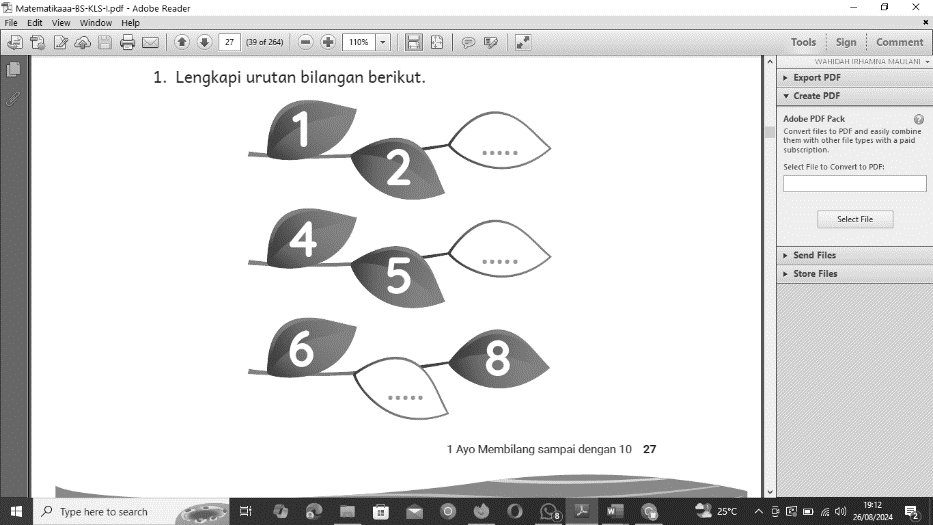 Matematikaaa-BS-KLS-I.pdf - Adobe Reader
File Edit View Window Help
27 (39 of 264) 110% Tools Sign Comment
WAHIDAH IRHAMNA MAULANI
Export PDF
Create PDF
Adobe PDF Pack
Convert files to PDF and easily combine
them with other file types with a paid
subscription.
Select File to Convert to PDF:
Select File
Send Files
Store Files
1. Lengkapi urutan bilangan berikut.
1
2
.....
4
5
.....
6
.....
8
1 Ayo Membilang sampai dengan 10 27
Type here to search
8
25°C
19:12
26/08/2024
2